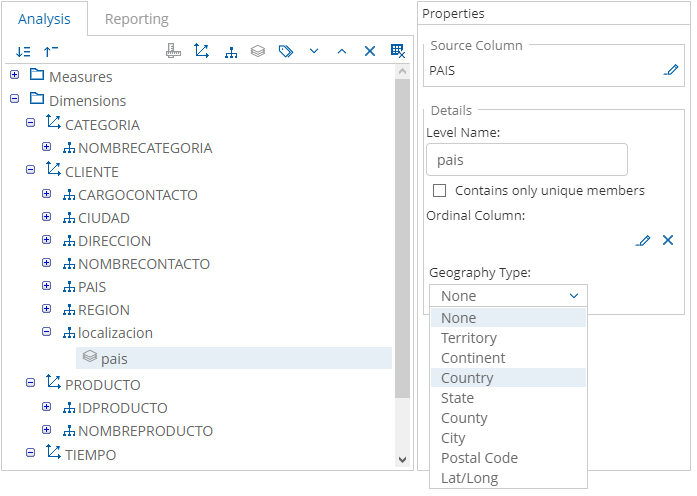 Analysis
Reporting
Measures
Dimensions
CATEGORIA
NOMBRECATEGORIA
CLIENTE
CARGOCONTACTO
CIUDAD
DIRECCION
NOMBRECONTACTO
PAIS
REGION
localizacion
pais
PRODUCTO
IDPRODUCTO
NOMBREPRODUCTO
TIEMPO
Properties
Source Column
PAIS
Details
Level Name:
pais
Contains only unique members
Ordinal Column:
Geography Type:
None
None
Territory
Continent
Country
State
County
City
Postal Code
Lat/Long